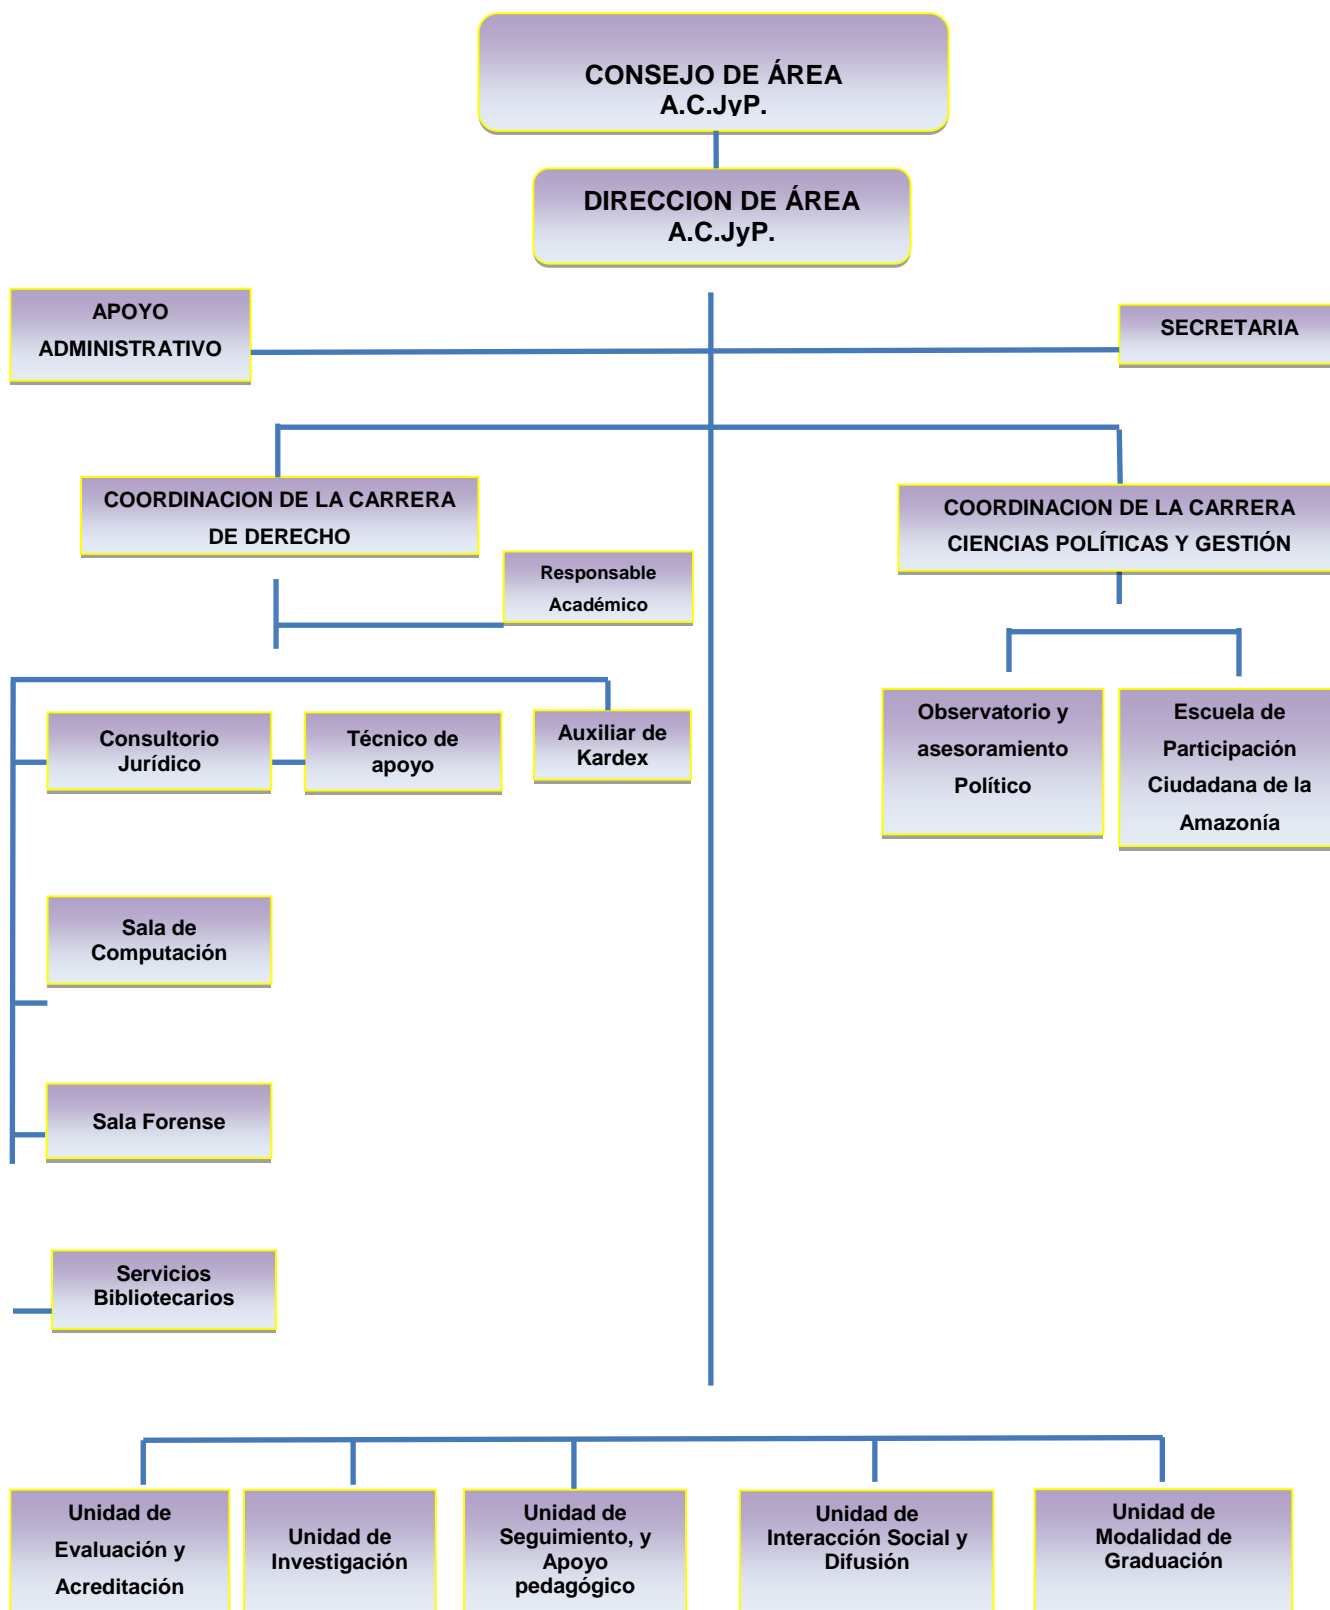 CONSEJO DE ÁREA
A.C.JyP.
DIRECCION DE ÁREA
A.C.JyP.
APOYO
ADMINISTRATIVO
SECRETARIA
COORDINACION DE LA CARRERA
DE DERECHO
COORDINACION DE LA CARRERA
CIENCIAS POLÍTICAS Y GESTIÓN
Responsable
Académico
Consultorio
Jurídico
Técnico de
apoyo
Auxiliar de
Kardex
Observatorio y
asesoramiento
Político
Escuela de
Participación
Ciudadana de la
Amazonía
Sala de
Computación
Sala Forense
Servicios
Bibliotecarios
Unidad de
Evaluación y
Acreditación
Unidad de
Investigación
Unidad de
Seguimiento, y
Apoyo
pedagógico
Unidad de
Interacción Social y
Difusión
Unidad de
Modalidad de
Graduación